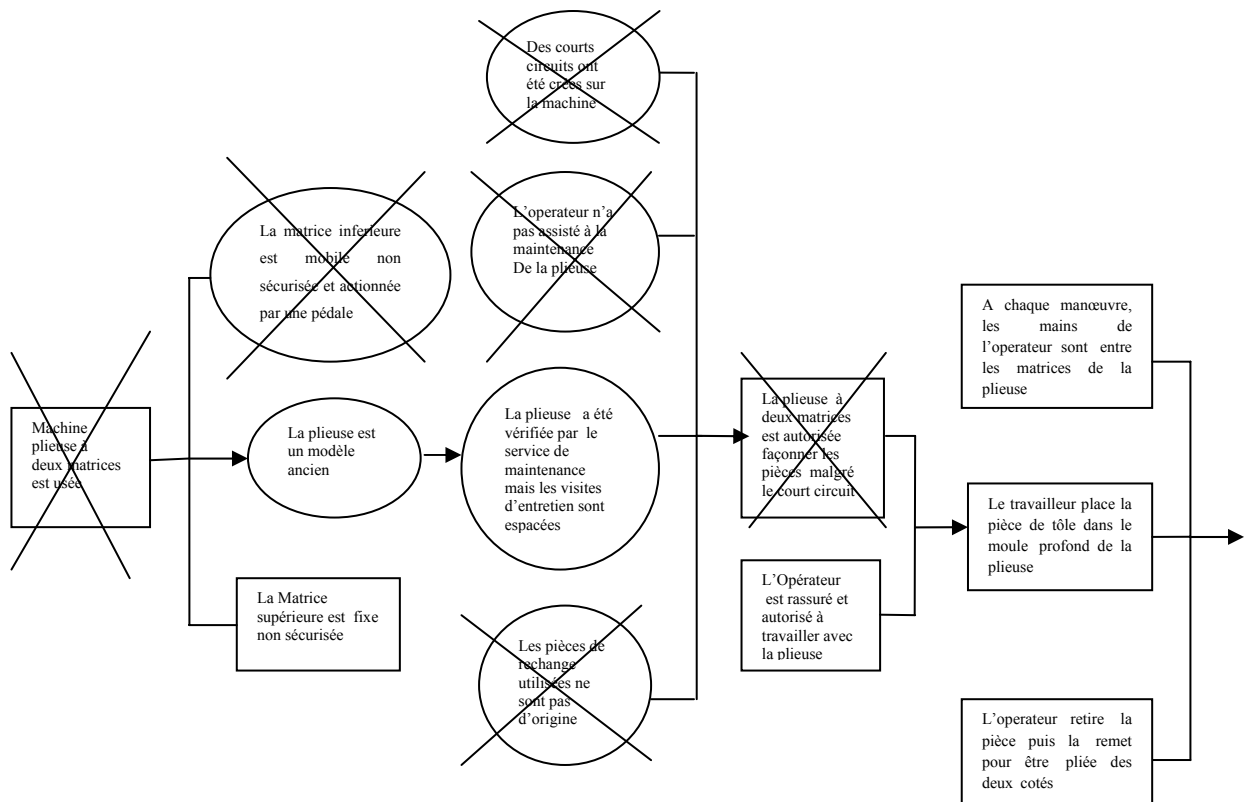 Des courts
circuits ont
été crées sur
la machine
La matrice inferieure
est mobile non
sécurisée et actionnée
par une pédale
L'operateur n'a
pas assisté à la
maintenance
De la plieuse
A chaque manœuvre,
les mains de
l'operateur sont entre
les matrices de la
plieuse
Machine
plieuse à
deux matrices
est usée
La plieuse est
un modèle
ancien
La plieuse a été
vérifiée par le
service de
maintenance
mais les visites
d'entretien sont
espacées
La plieuse à
deux matrices
est autorisée
façonner les
pièces malgré
le court circuit
Le travailleur place la
pièce de tôle dans le
moule profond de la
plieuse
La Matrice
supérieure est fixe
non sécurisée
L'Opérateur
est rassuré et
autorisé à
travailler avec
la plieuse
Les pièces de
rechange
utilisées ne
sont pas
d'origine
L'operateur retire la
pièce puis la remet
pour être pliée des
deux cotés